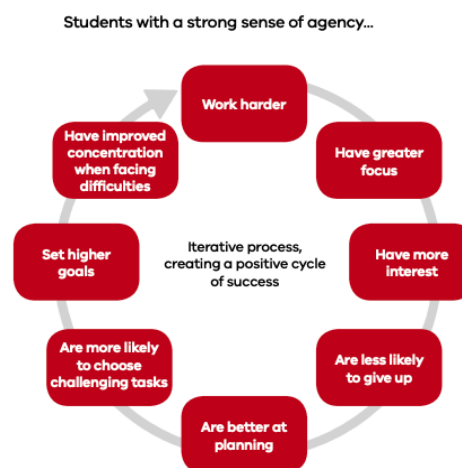 Students with a strong sense of agency...
Work harder
Have greater
focus
Have more
interest
Are less likely
to give up
Are better at
planning
Are more likely
to choose
challenging tasks
Set higher
goals
Have improved
concentration
when facing
difficulties
Iterative process,
creating a positive cycle
of success